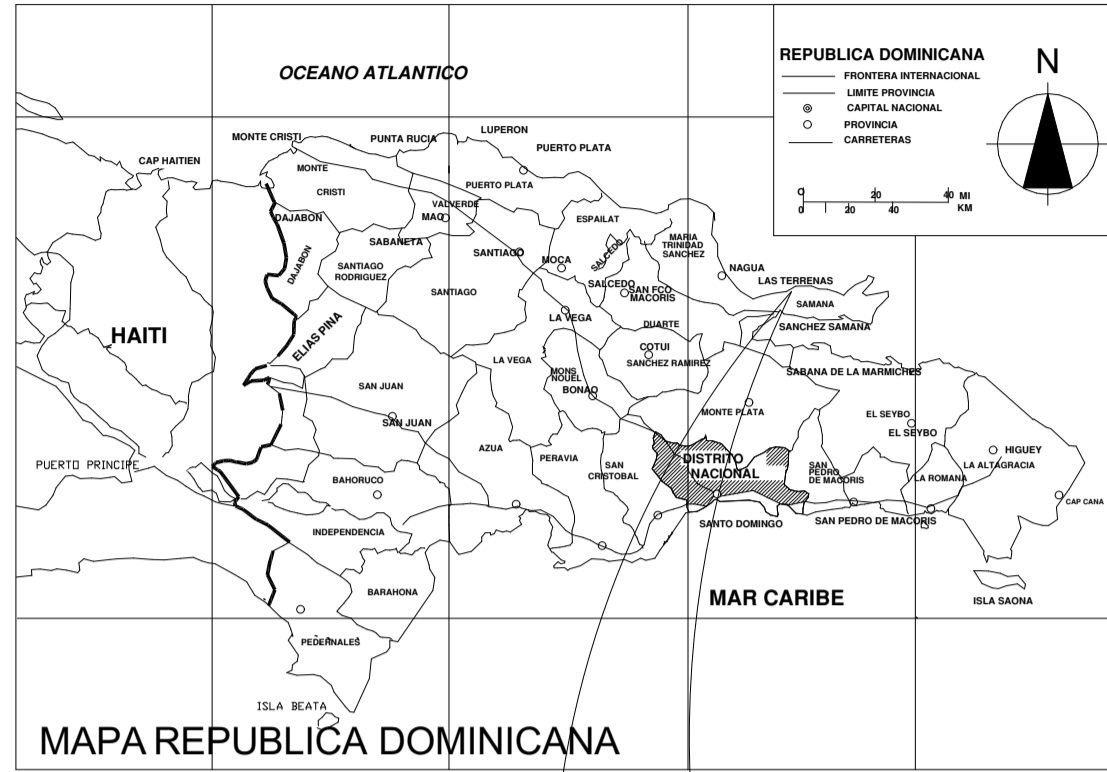 REPUBLICA DOMINICANA
FRONTERA INTERNACIONAL
LIMITE PROVINCIA
CAPITAL NACIONAL
PROVINCIA
CARRETERAS
N
0 20 40 MI
0 20 40 KM
OCEANO ATLANTICO
LUPERON
MONTE CRISTI
PUNTA RUCIA
PUERTO PLATA
CAP HAITIEN
MONTE
CRISTI
PUERTO PLATA
VALVERDE
MAO
DAJABON
ESPAILAT
SABANETA
MARIA
TRINIDAD
SANCHEZ
SALCEDO
SANTIAGO
MOCA
DAJABON
SANTIAGO
RODRIGUEZ
NAGUA
LAS TERRENAS
SALCEDO
SAN FCO
MACORIS
SANTIAGO
SAMANA
LA VEGA
DUARTE
SANCHEZ SAMANA
HAITI
ELIAS PINA
COTUI
LA VEGA
SANCHEZ RAMIREZ
SABANA DE LA MARMICHES
MONS
NOUEL
SAN JUAN
BONAO
MONTE PLATA
EL SEYBO
SAN JUAN
EL SEYBO
AZUA
PERAVIA
SAN
CRISTOBAL
DISTRITO
NACIONAL
SAN
PEDRO
DE MACORIS
HIGUEY
LA ALTAGRACIA
LA ROMANA
PUERTO PRINCIPE
BAHORUCO
CAP CANA
INDEPENDENCIA
SANTO DOMINGO
SAN PEDRO DE MACORIS
BARAHONA
MAR CARIBE
ISLA SAONA
PEDERNALES
ISLA BEATA
MAPA REPUBLICA DOMINICANA